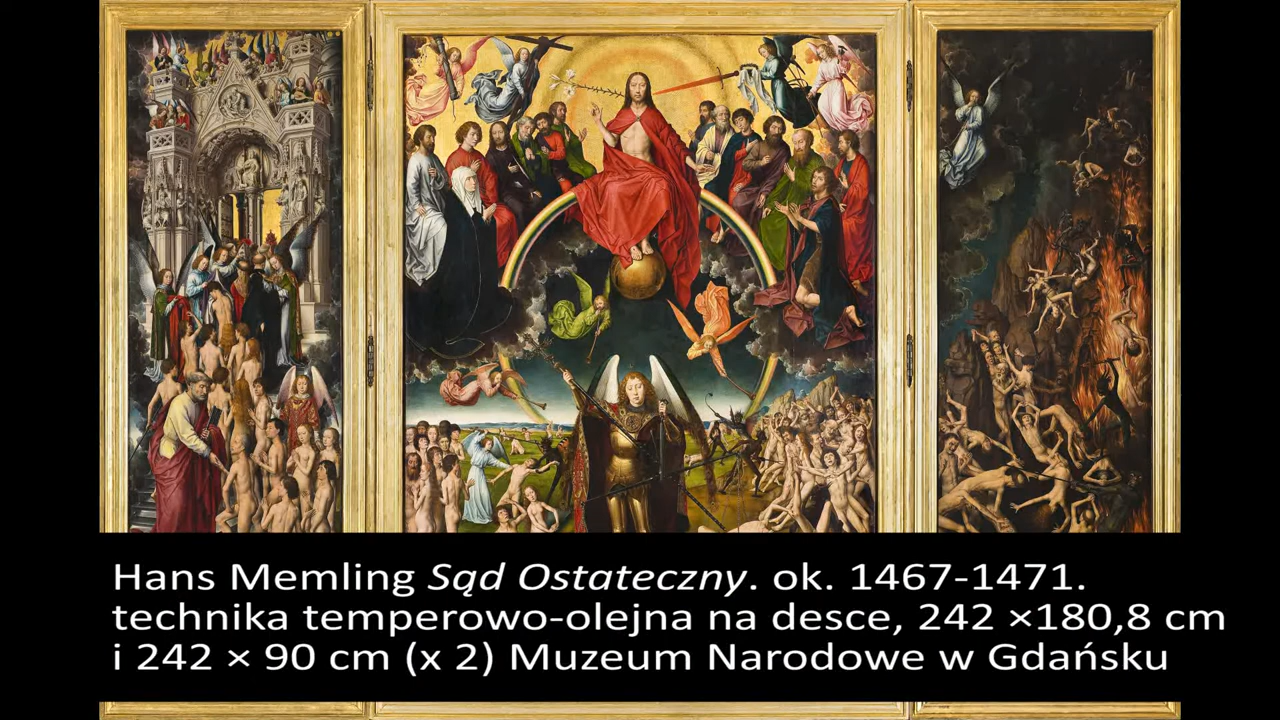 Hans Memling Sąd Ostateczny. ok. 1467-1471.
technika temperowo-olejna na desce, 242 ×180,8 cm
i 242 × 90 cm (x 2) Muzeum Narodowe w Gdańsku